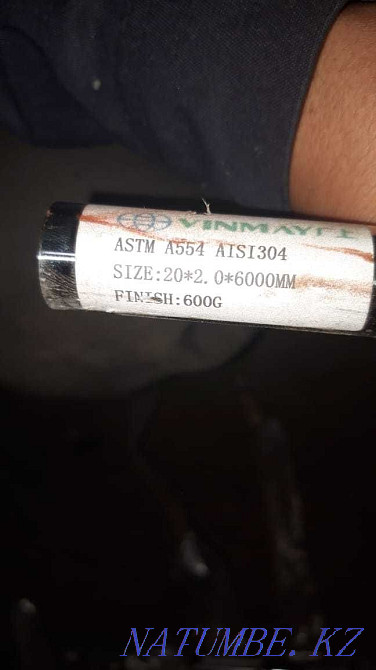 VINMAY
ASTM A554 AISI304
SIZE:20*2.0*6000MM
FINISH:600G
NATUMBE.KZ